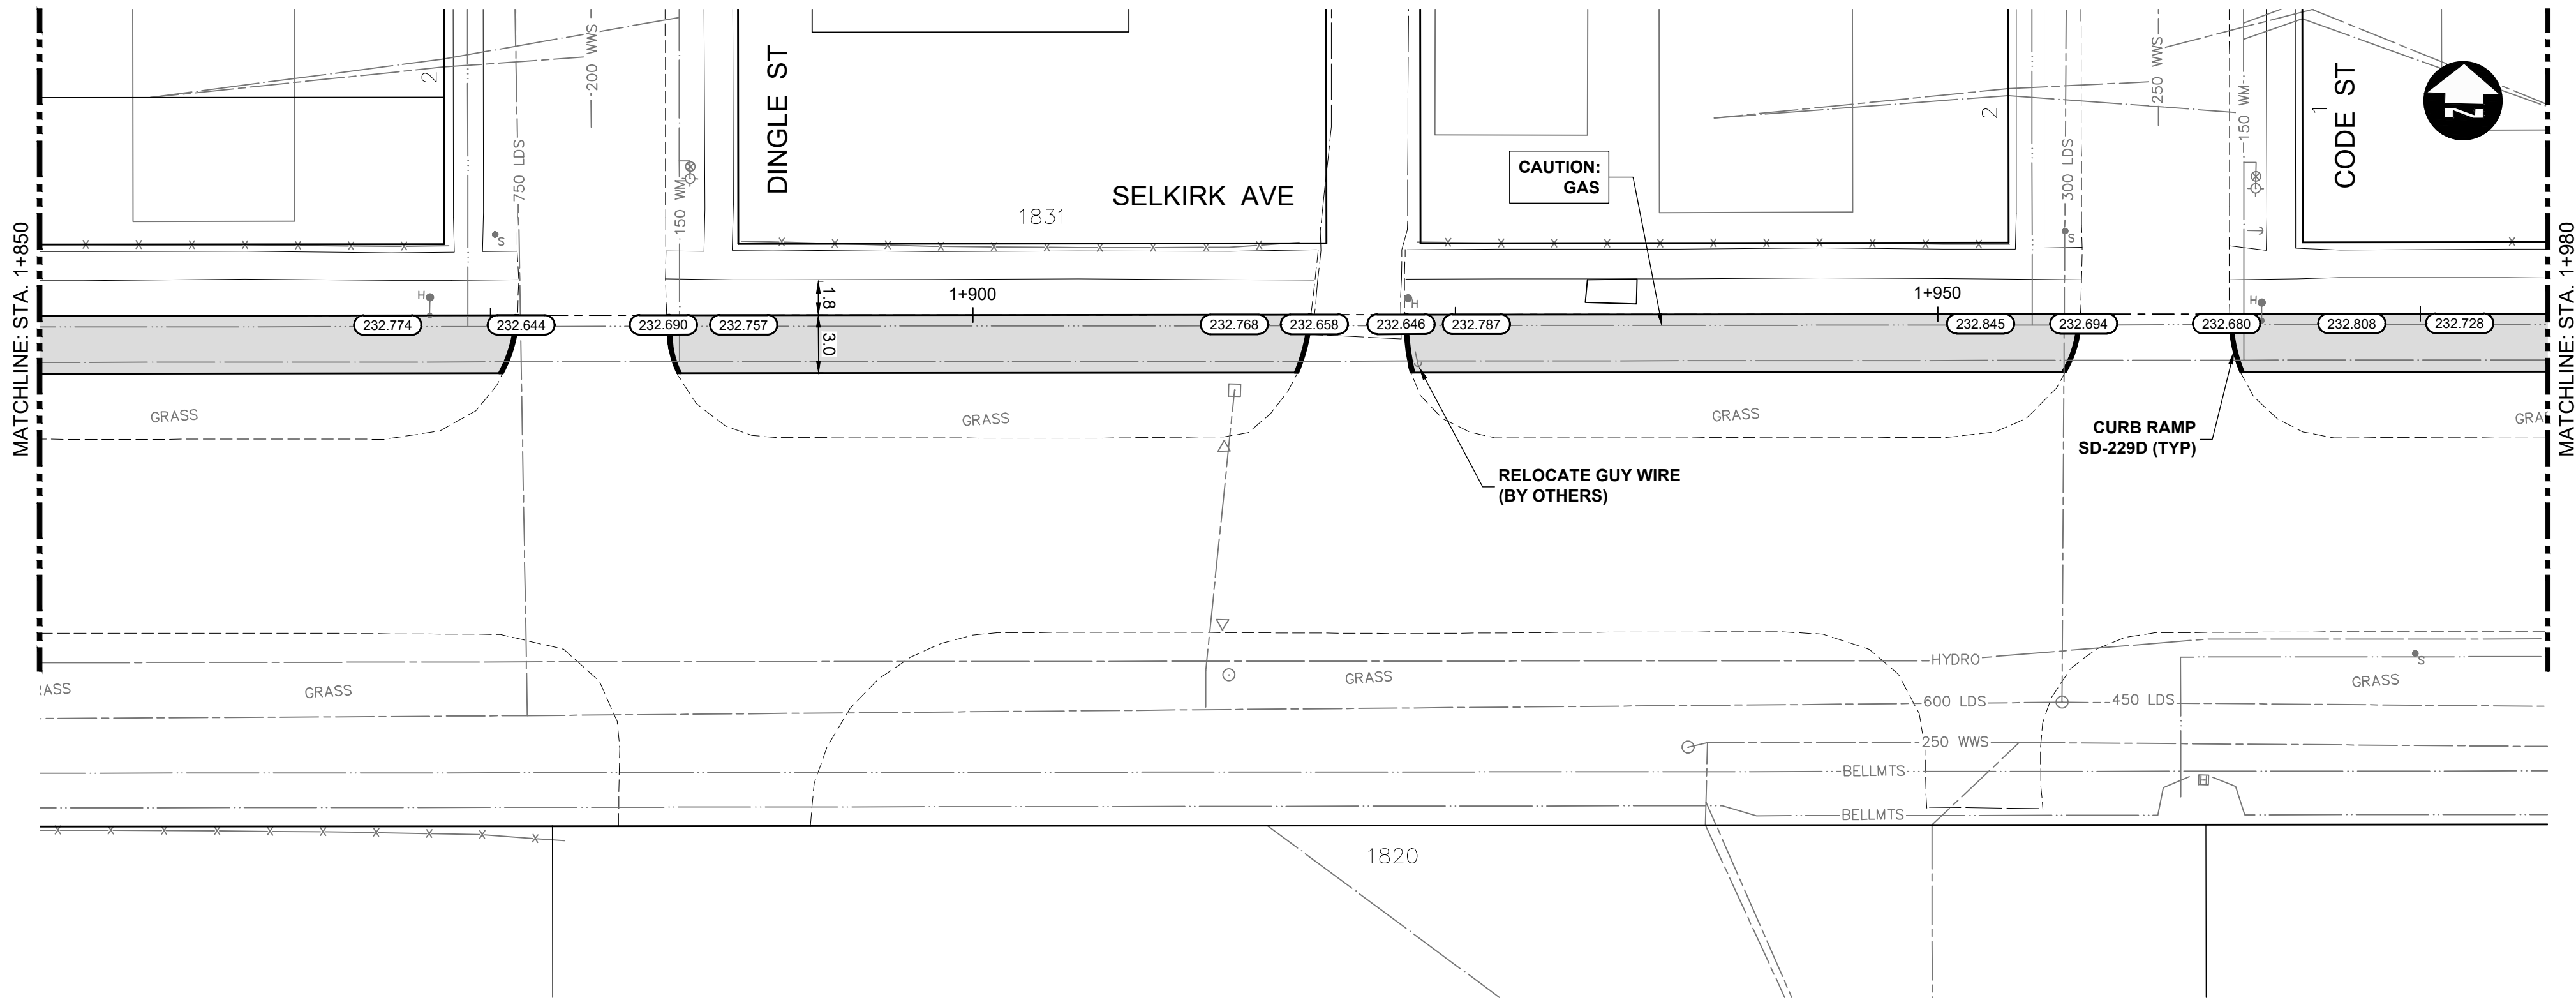 MATCHLINE: STA. 1+850
2
200 WWS
750 LDS
S
150 WM
DINGLE ST
1831
SELKIRK AVE
CAUTION:
GAS
2
300 LDS
S
250 WWS
150 WM
1
CODE ST
N
MATCHLINE: STA. 1+980
H
1.8
1+900
H
1+950
H
232.774
232.644
232.690
232.757
232.768
232.658
232.646
232.787
232.845
232.694
232.680
232.808
232.728
3.0
GRASS
GRASS
GRASS
GRA
CURB RAMP
SD-229D (TYP)
RELOCATE GUY WIRE
(BY OTHERS)
HYDRO
S
RASS
GRASS
GRASS
GRASS
600 LDS
450 LDS
250 WWS
BELLMTS
H
BELLMTS
1820